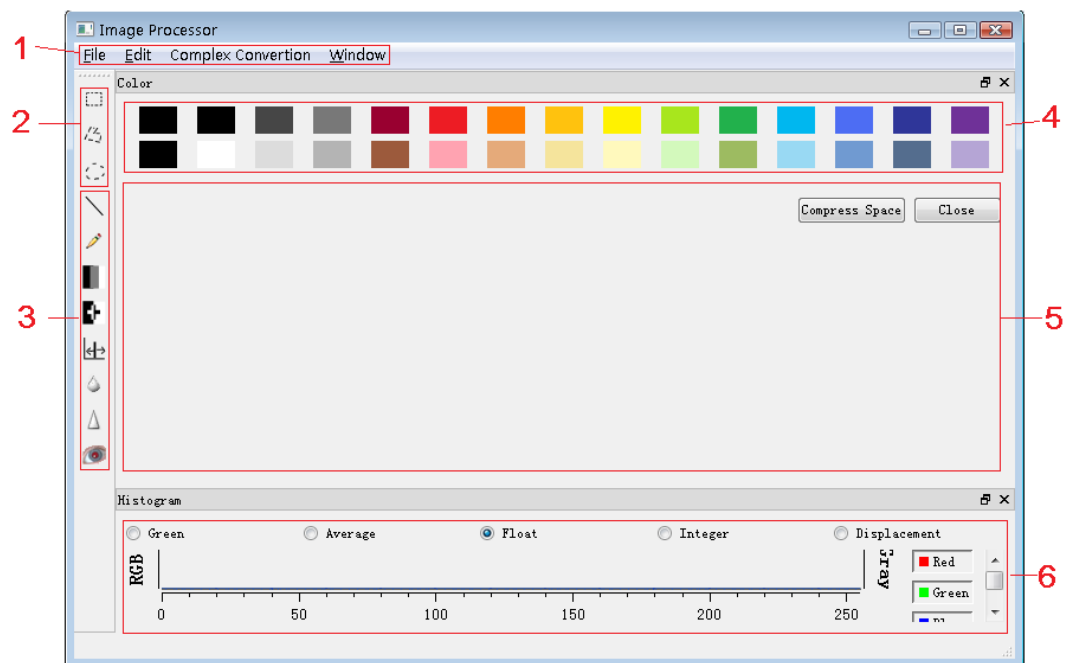 Image Processor
1
File Edit Complex Convertion Window
Color
2
4
Compress Space Close
3
5
Histogram
Green Average Float Integer Displacement
RGB
Gray
Red
Green
6
0 50 100 150 200 250